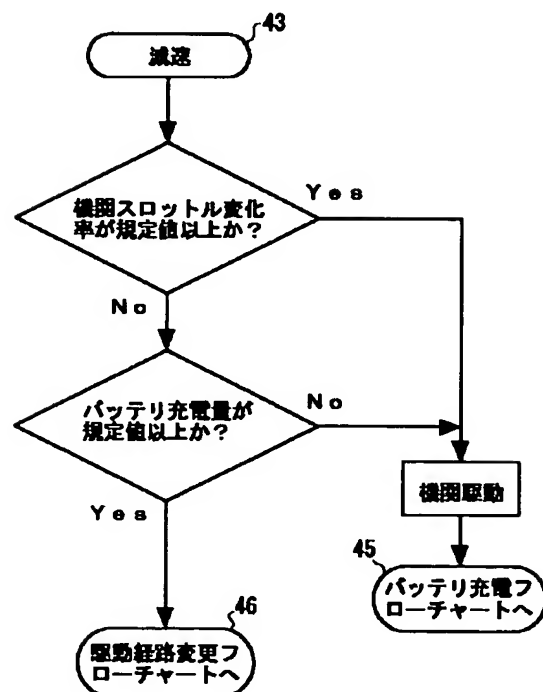 43
減速
機関スロットル変化
率が規定値以上か？
Yes
No
バッテリ充電量が
規定値以上か？
No
Yes
機関駆動
45
バッテリ充電フ
ローチャートへ
46
駆動経路変更フ
ローチャートへ